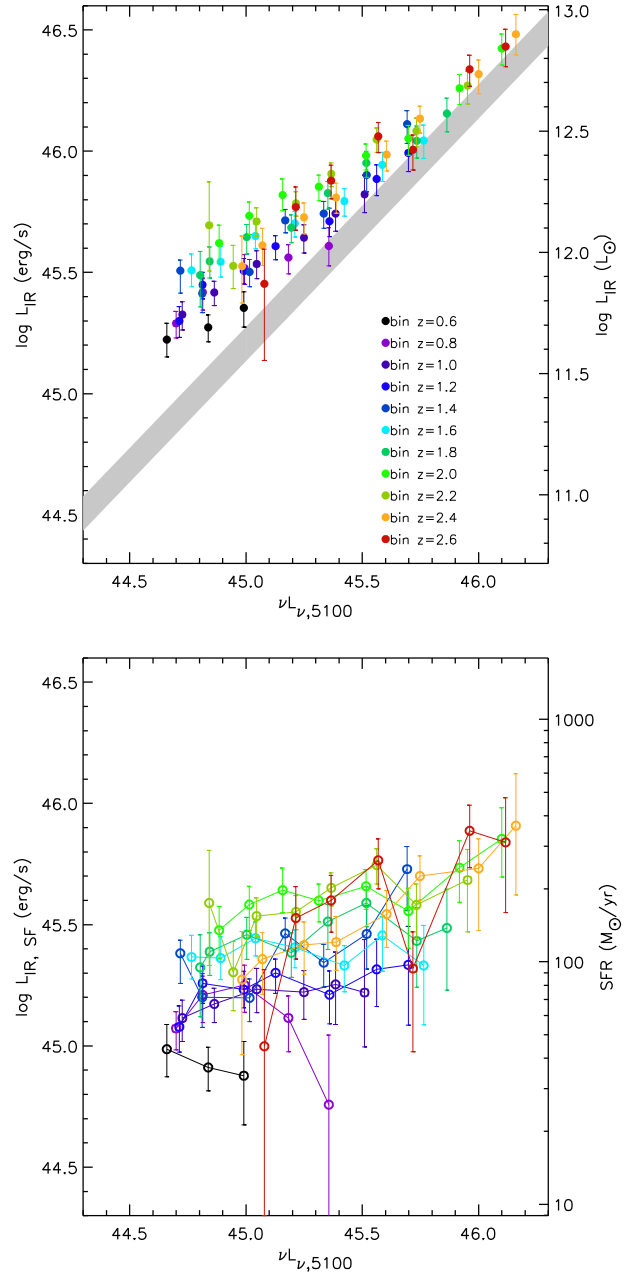 46.5
46.0
45.5
45.0
44.5
log L_IR (erg/s)
13.0
12.5
12.0
11.5
11.0
log L_IR (L_⊙)
bin z=0.6
bin z=0.8
bin z=1.0
bin z=1.2
bin z=1.4
bin z=1.6
bin z=1.8
bin z=2.0
bin z=2.2
bin z=2.4
bin z=2.6
44.5 45.0 45.5 46.0
νL_ν,5100
46.5
46.0
45.5
45.0
44.5
log L_IR, SF (erg/s)
1000
100
10
SFR (M_⊙/yr)
44.5 45.0 45.5 46.0
νL_ν,5100